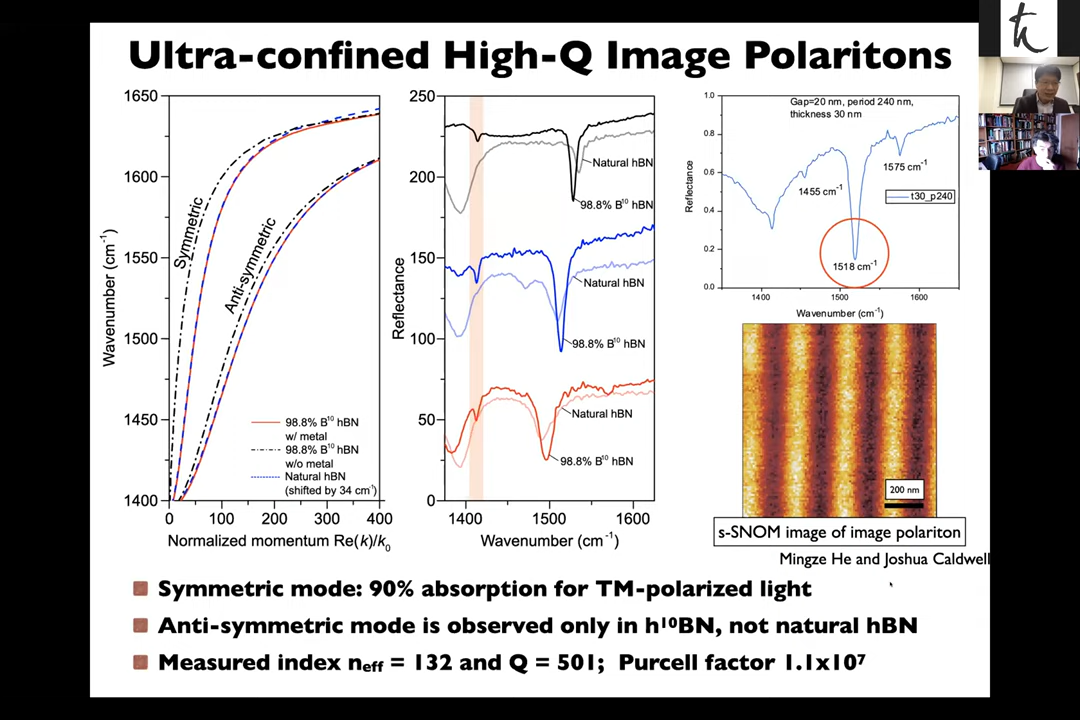 Ultra-confined High-Q Image Polaritons
1650
1600
1550
1500
1450
1400
0
100
200
300
400
Wavenumber (cm⁻¹)
Normalized momentum Re(k)/k₀
Symmetric
Anti-symmetric
98.8% B¹⁰ hBN
w/ metal
98.8% B¹⁰ hBN
w/o metal
Natural hBN
(shifted by 34 cm⁻¹)
250
200
150
100
50
0
1400
1500
1600
Reflectance
Wavenumber (cm⁻¹)
Natural hBN
98.8% B¹⁰ hBN
Natural hBN
98.8% B¹⁰ hBN
Natural hBN
98.8% B¹⁰ hBN
1.0
0.8
0.6
0.4
0.2
0.0
1400
1500
1600
Reflectance
Wavenumber (cm⁻¹)
Gap=20 nm, period 240 nm,
thickness 30 nm
1575 cm⁻¹
1455 cm⁻¹
t30_p240
1518 cm⁻¹
200 nm
s-SNOM image of image polariton
Mingze He and Joshua Caldwell
Symmetric mode: 90% absorption for TM-polarized light
Anti-symmetric mode is observed only in h¹⁰BN, not natural hBN
Measured index nₑff = 132 and Q = 501; Purcell factor 1.1x10⁷